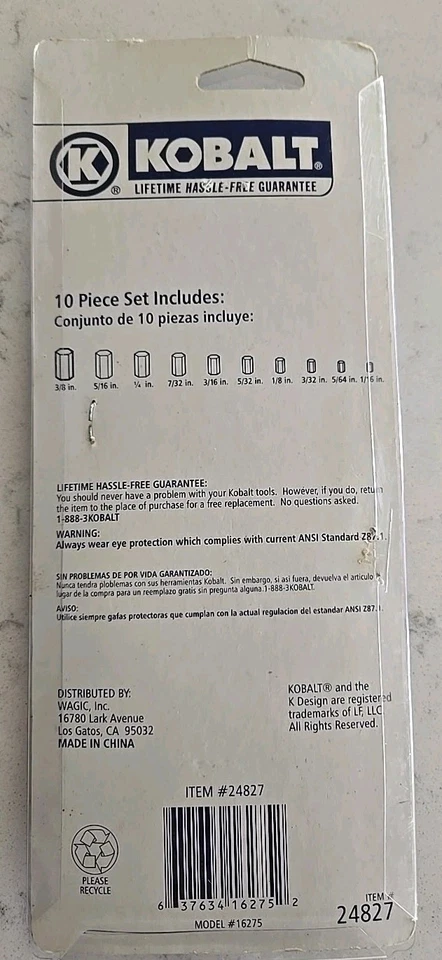 K
®
KOBALT®
LIFETIME HASSLE-FREE GUARANTEE
10 Piece Set Includes:
Conjunto de 10 piezas incluye:
3/8 in. 5/16 in. ¼ in. 7/32 in. 3/16 in. 5/32 in. 1/8 in. 3/32 in. 5/64 in. 1/16 in.
LIFETIME HASSLE-FREE GUARANTEE:
You should never have a problem with your Kobalt tools. However, if you do, return
the item to the place of purchase for a free replacement. No questions asked.
1-888-3KOBALT
WARNING:
Always wear eye protection which complies with current ANSI Standard Z87.1.
SIN PROBLEMAS DE POR VIDA GARANTIZADO:
Nunca tendra ploblemas con sus herramientas Kobalt. Sin embargo, si asi fuera, devuelva el articulo
lugar de la compra para un reemplazo gratis sin pregunta alguna.1-888-3KOBALT.
AVISO:
Utilice siempre gafas protectoras que cumplan con la actual regulacion del estandar ANSI Z87.1.
DISTRIBUTED BY:
WAGIC, Inc.
16780 Lark Avenue
Los Gatos, CA 95032
MADE IN CHINA
KOBALT® and the
K Design are registered
trademarks of LF, LLC.
All Rights Reserved.
ITEM #24827
PLEASE
RECYCLE
6 37634 16275 2
MODEL #16275
ITEM #
24827